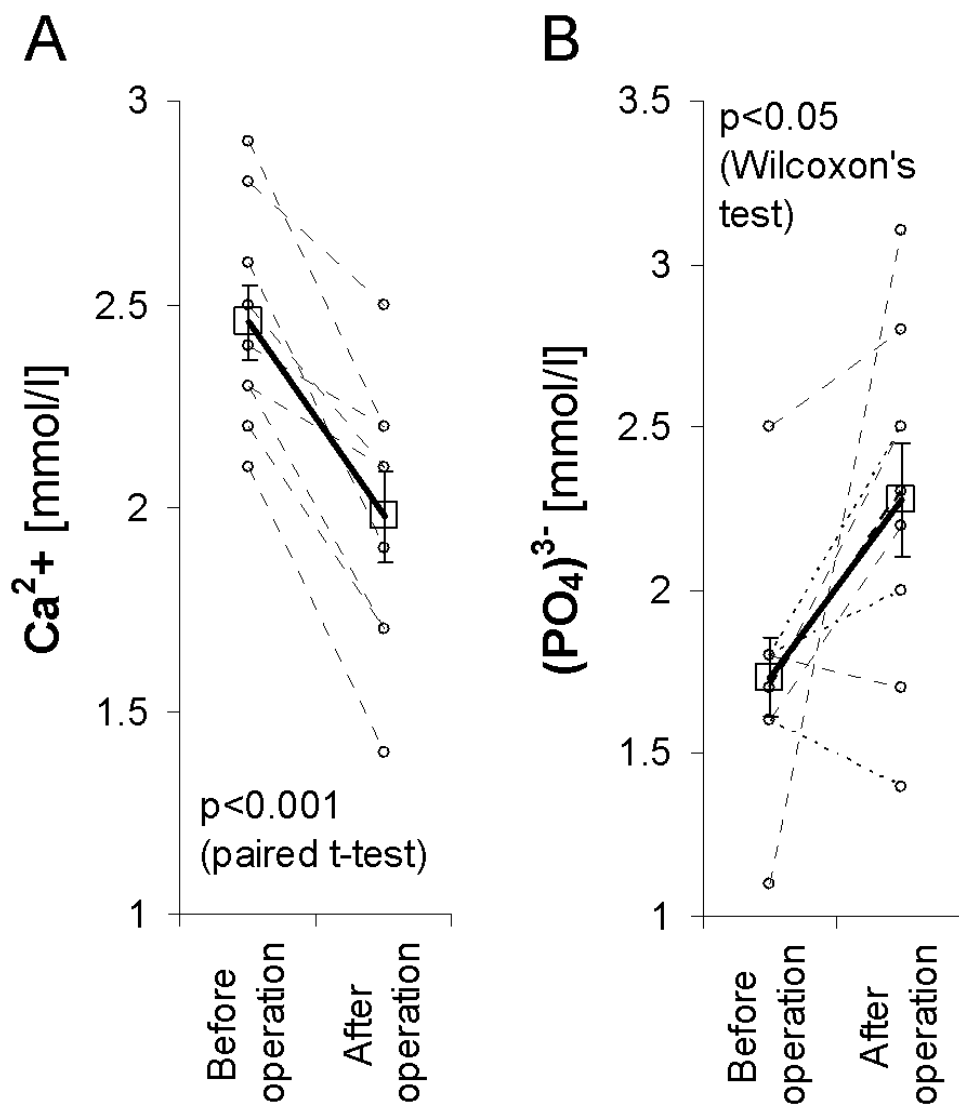 A
3
2.5
2
1.5
1
Ca2+ [mmol/l]
p<0.001
(paired t-test)
Before
operation
After
operation
B
3.5
3
2.5
2
1.5
1
(PO4)3- [mmol/l]
p<0.05
(Wilcoxon's
test)
Before
operation
After
operation